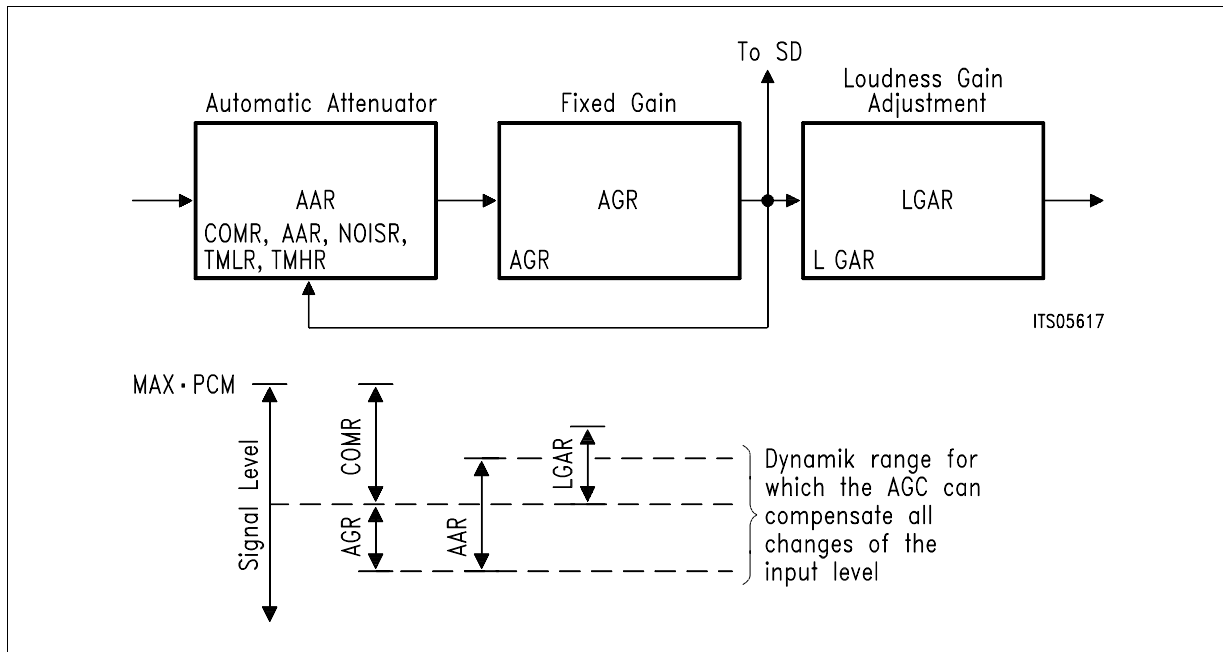 To SD
Automatic Attenuator
Fixed Gain
Loudness Gain
Adjustment
AAR
COMR, AAR, NOISR,
TMLR, TMHR
AGR
AGR
LGAR
L GAR
ITS05617
MAX·PCM
Signal Level
COMR
AGR
AAR
LGAR
Dynamik range for
which the AGC can
compensate all
changes of the
input level